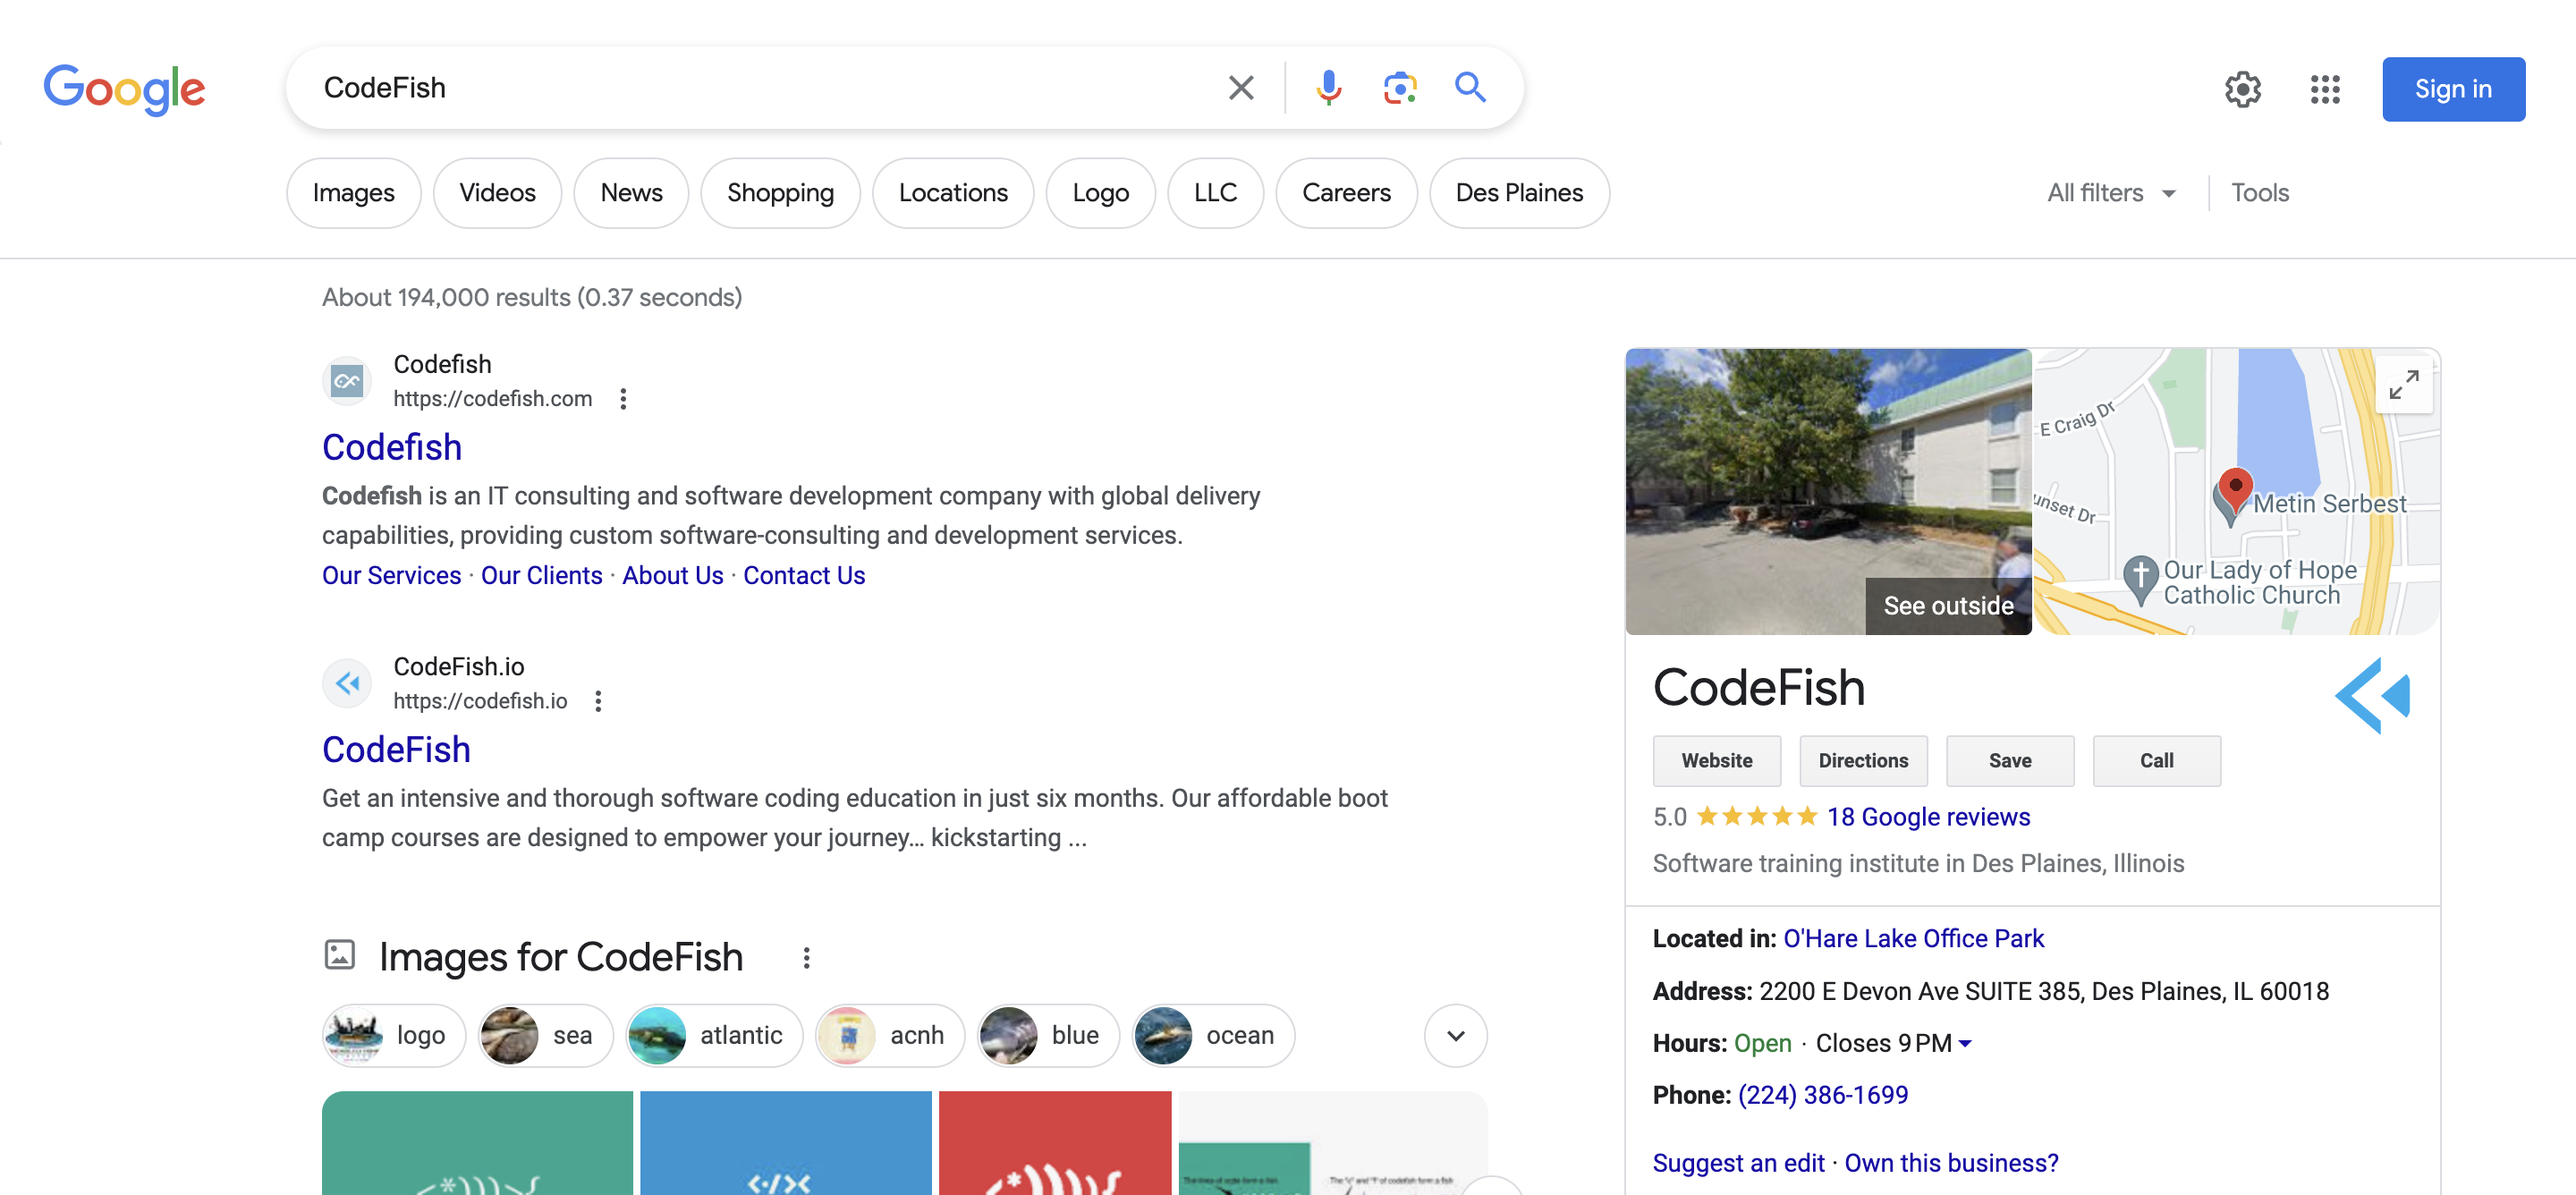 Google
CodeFish
Sign in
Images
Videos
News
Shopping
Locations
Logo
LLC
Careers
Des Plaines
All filters
Tools
About 194,000 results (0.37 seconds)
Codefish
https://codefish.com
Codefish
Codefish is an IT consulting and software development company with global delivery
capabilities, providing custom software-consulting and development services.
Our Services · Our Clients · About Us · Contact Us
CodeFish.io
https://codefish.io
CodeFish
Get an intensive and thorough software coding education in just six months. Our affordable boot
camp courses are designed to empower your journey… kickstarting ...
Images for CodeFish
logo
sea
atlantic
acnh
blue
ocean
<*)))>{
<·/><
<*)))}
See outside
E Craig Dr
unset Dr
Metin Serbest
Our Lady of Hope
Catholic Church
CodeFish
Website
Directions
Save
Call
5.0
18 Google reviews
Software training institute in Des Plaines, Illinois
Located in: O'Hare Lake Office Park
Address: 2200 E Devon Ave SUITE 385, Des Plaines, IL 60018
Hours: Open · Closes 9 PM
Phone: (224) 386-1699
Suggest an edit · Own this business?